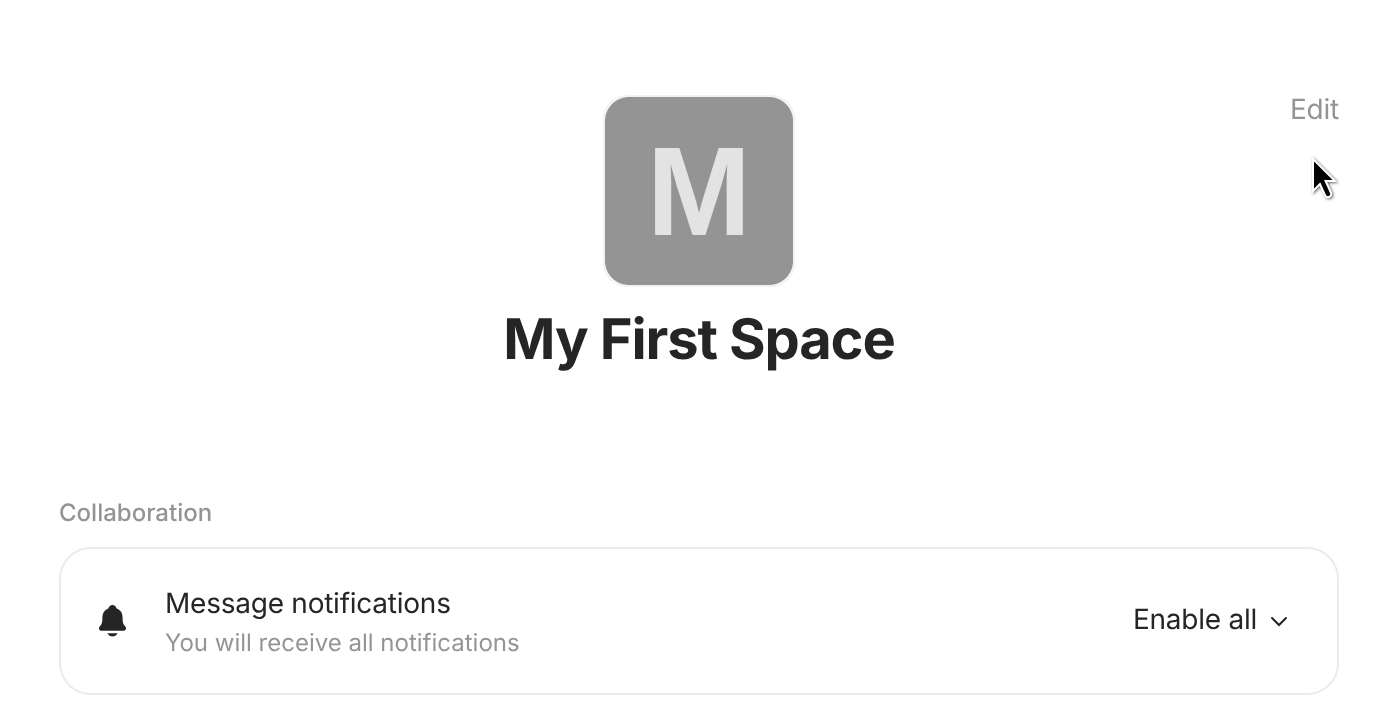 Edit
M
My First Space
Collaboration
Message notifications
You will receive all notifications
Enable all